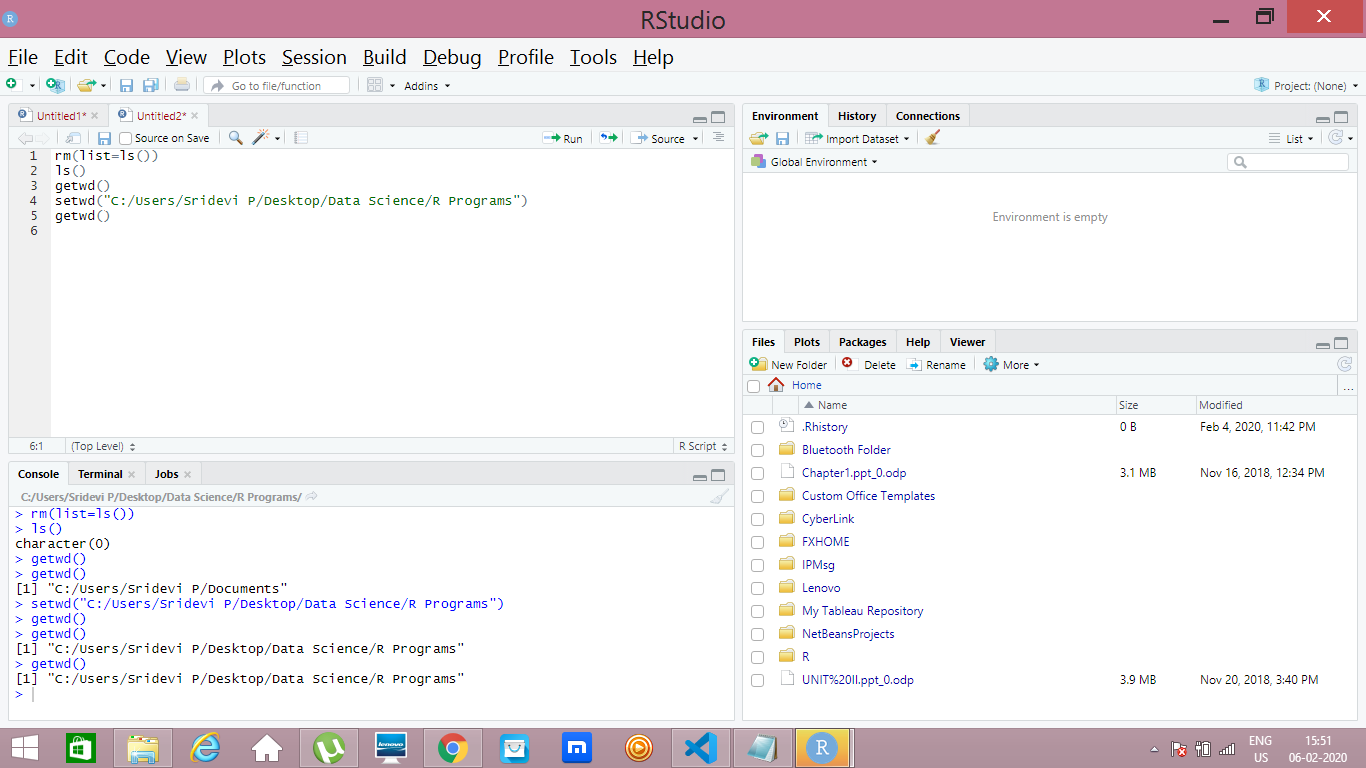 RStudio
File Edit Code View Plots Session Build Debug Profile Tools Help
Go to file/function Addins Project: (None)
Untitled1* Untitled2*
Source on Save Run Source
1 rm(list=ls())
2 ls()
3 getwd()
4 setwd("C:/Users/Sridevi P/Desktop/Data Science/R Programs")
5 getwd()
6
6:1 (Top Level) R Script
Console Terminal Jobs
C:/Users/Sridevi P/Desktop/Data Science/R Programs/
> rm(list=ls())
> ls()
character(0)
> getwd()
> getwd()
[1] "C:/Users/Sridevi P/Documents"
> setwd("C:/Users/Sridevi P/Desktop/Data Science/R Programs")
> getwd()
> getwd()
[1] "C:/Users/Sridevi P/Desktop/Data Science/R Programs"
> getwd()
[1] "C:/Users/Sridevi P/Desktop/Data Science/R Programs"
>
Environment History Connections
Import Dataset List
Global Environment
Environment is empty
Files Plots Packages Help Viewer
New Folder Delete Rename More
Home ...
Name Size Modified
.Rhistory 0 B Feb 4, 2020, 11:42 PM
Bluetooth Folder
Chapter1.ppt_0.odp 3.1 MB Nov 16, 2018, 12:34 PM
Custom Office Templates
CyberLink
FXHOME
IPMsg
Lenovo
My Tableau Repository
NetBeansProjects
R
UNIT%20II.ppt_0.odp 3.9 MB Nov 20, 2018, 3:40 PM
lenovo
ENG 15:51
US 06-02-2020